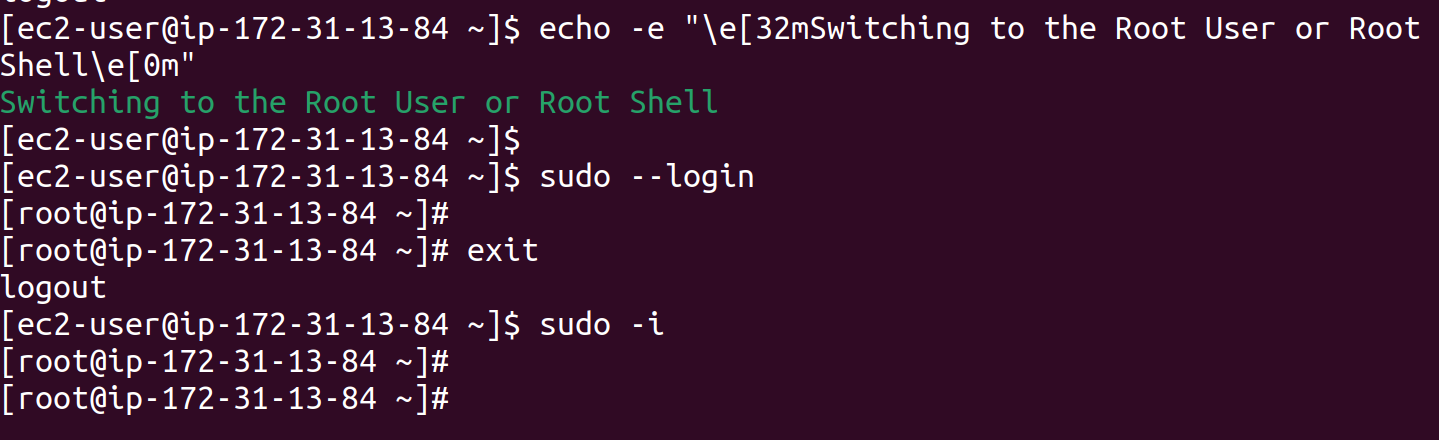 logout
[ec2-user@ip-172-31-13-84 ~]$ echo -e "\e[32mSwitching to the Root User or Root
Shell\e[0m"
Switching to the Root User or Root Shell
[ec2-user@ip-172-31-13-84 ~]$
[ec2-user@ip-172-31-13-84 ~]$ sudo --login
[root@ip-172-31-13-84 ~]#
[root@ip-172-31-13-84 ~]# exit
logout
[ec2-user@ip-172-31-13-84 ~]$ sudo -i
[root@ip-172-31-13-84 ~]#
[root@ip-172-31-13-84 ~]#